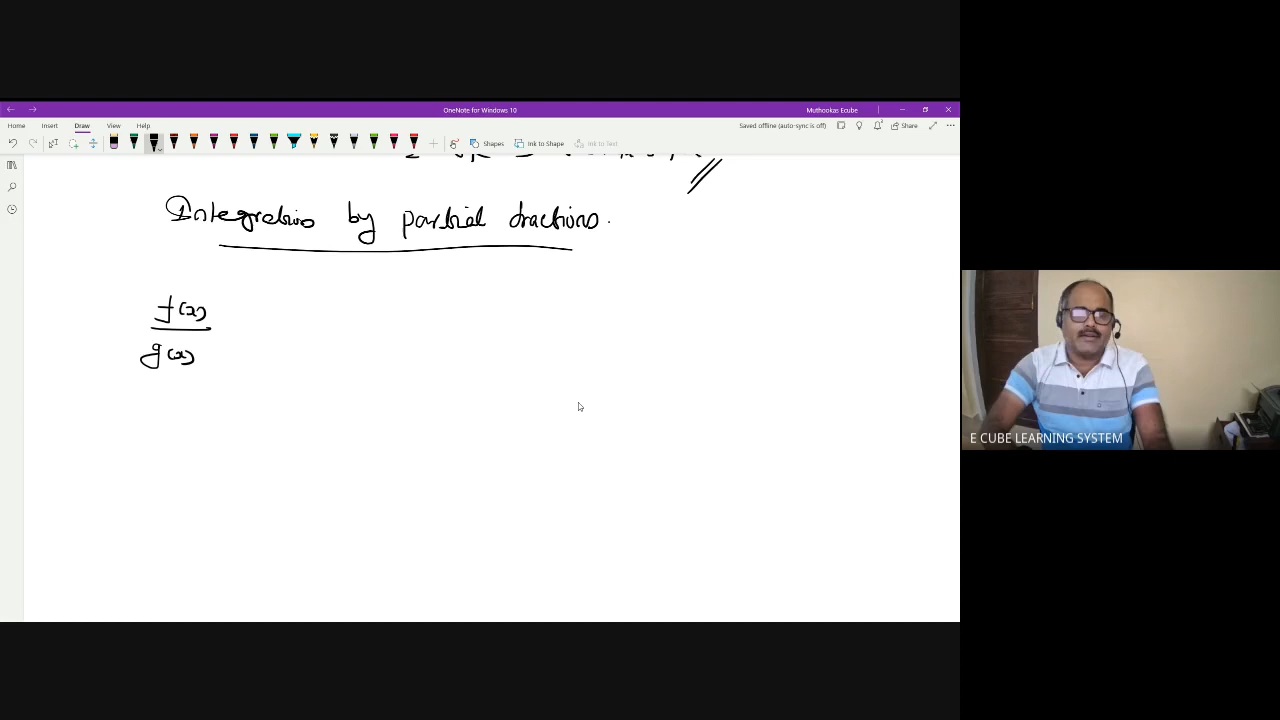 OneNote for Windows 10
Muthookas Ecube
Home Insert Draw View Help
Saved offline (auto-sync is off)
Share
Shapes Ink to Shape Ink to Text
Integration by partial fractions.
f(x)
g(x)
E CUBE LEARNING SYSTEM